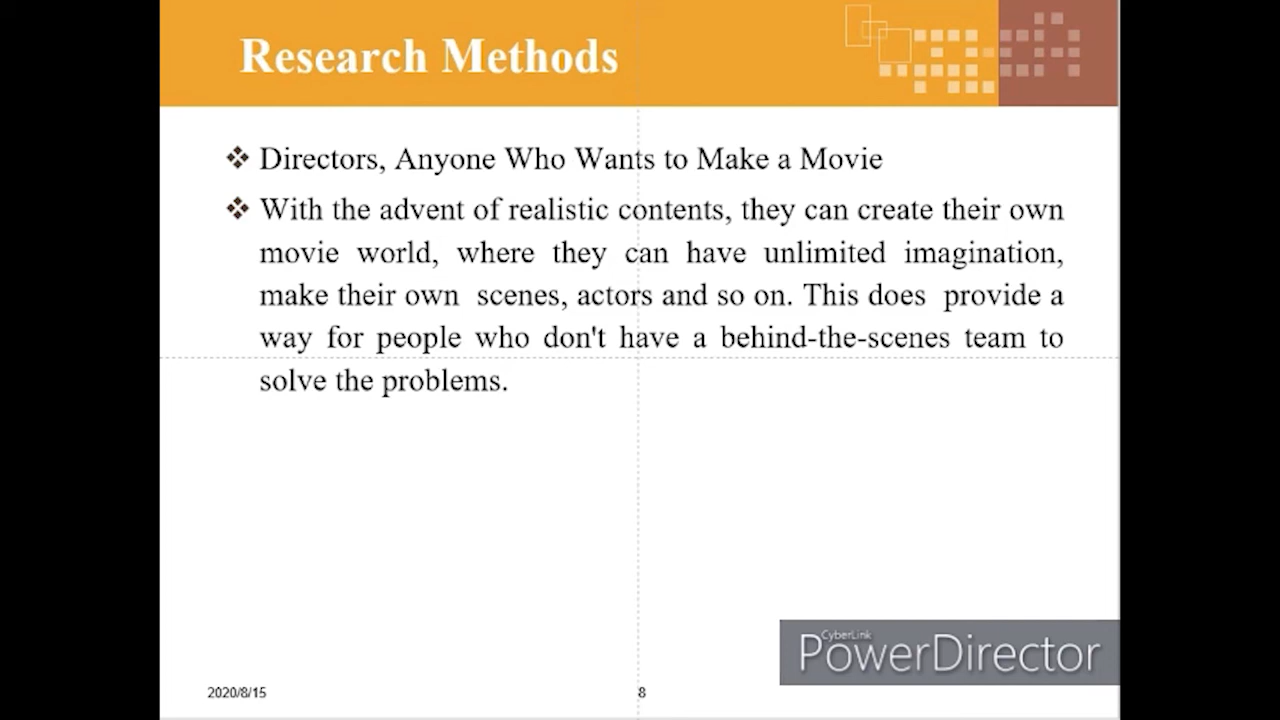 Research Methods
Directors, Anyone Who Wants to Make a Movie
With the advent of realistic contents, they can create their own
movie world, where they can have unlimited imagination,
make their own scenes, actors and so on. This does provide a
way for people who don't have a behind-the-scenes team to
solve the problems.
CyberLink
PowerDirector
2020/8/15
8